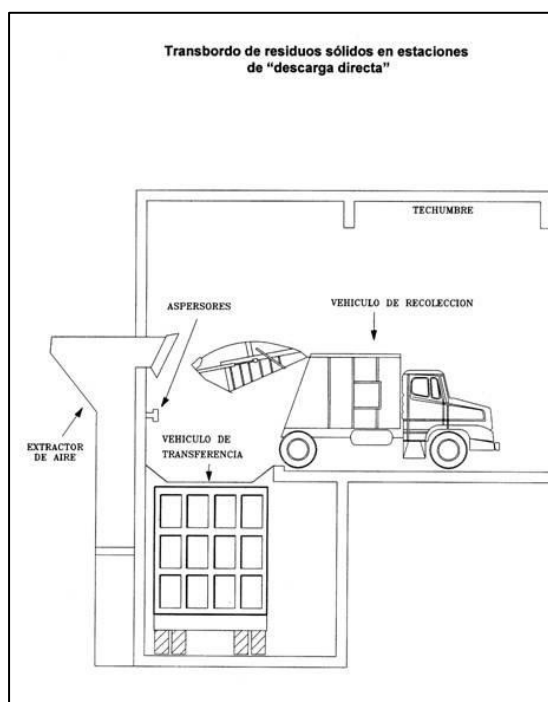 Transbordo de residuos sólidos en estaciones
de “descarga directa”
TECHUMBRE
ASPERSORES
VEHICULO DE RECOLECCION
VEHICULO DE
TRANSFERENCIA
EXTRACTOR
DE AIRE